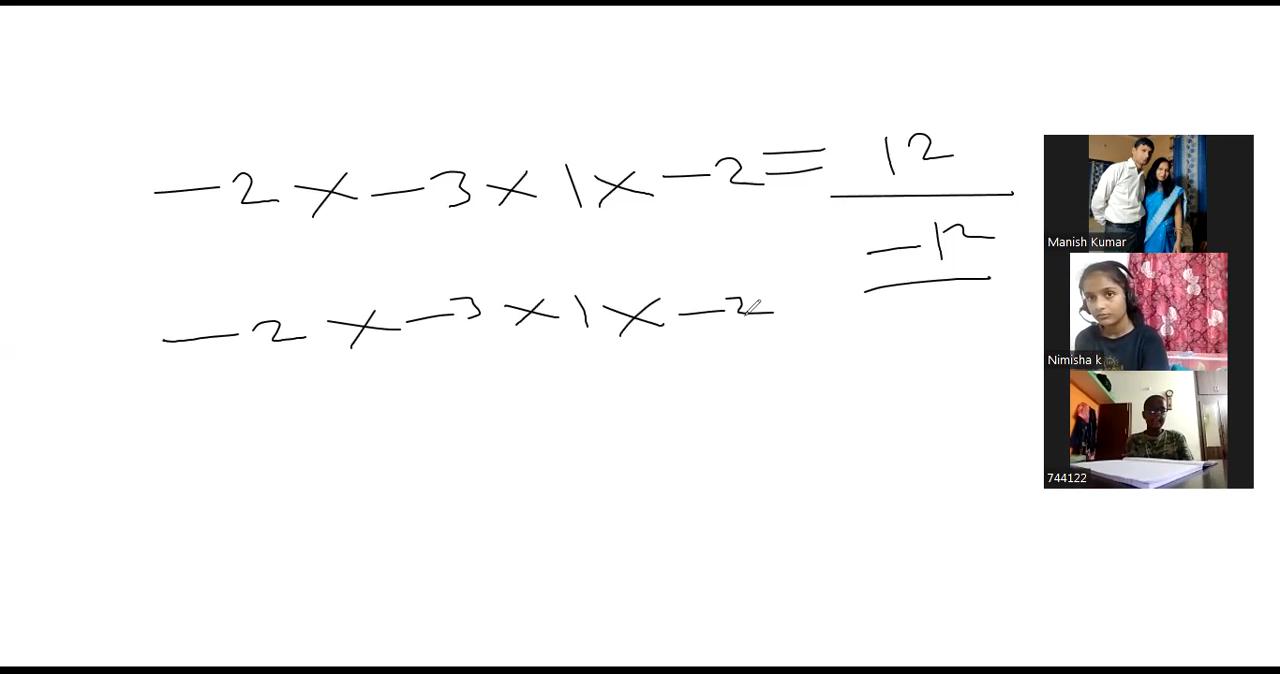 -2 × -3 × 1 × -2 = 12
-12
-2 × -3 × 1 × -2
Manish Kumar
Nimisha k
744122